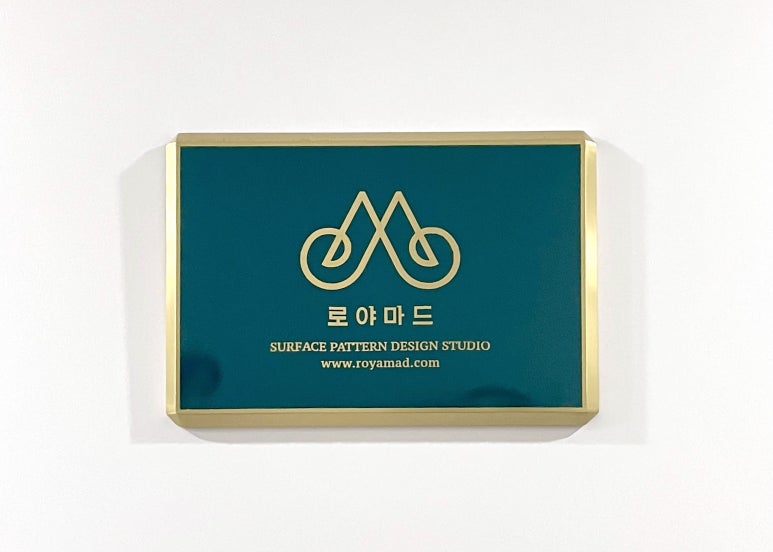 로야마드
SURFACE PATTERN DESIGN STUDIO
www.royamad.com